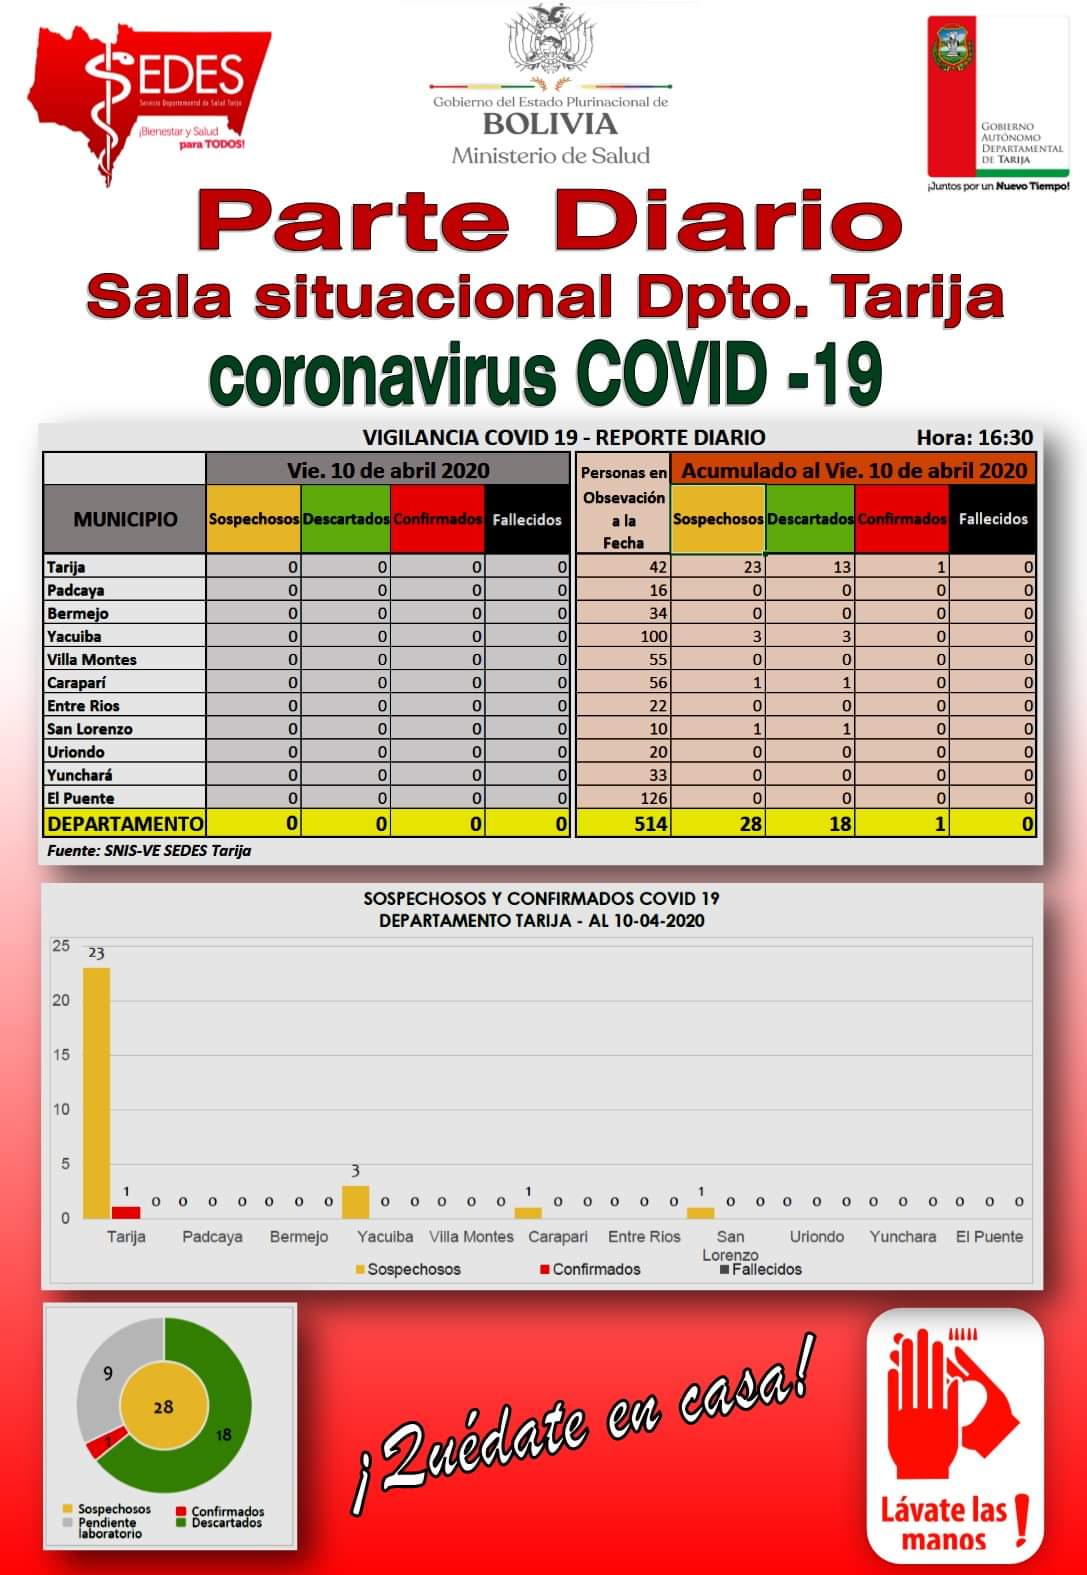 SEDES
Servicio Departamental de Salud Tarija
¡Bienestar y Salud
para TODOS!
Gobierno del Estado Plurinacional de
BOLIVIA
Ministerio de Salud
GOBIERNO
AUTÓNOMO
DEPARTAMENTAL
DE TARIJA
¡Juntos por un Nuevo Tiempo!
Parte Diario
Sala situacional Dpto. Tarija
coronavirus COVID -19
VIGILANCIA COVID 19 - REPORTE DIARIO Hora: 16:30
Vie. 10 de abril 2020 Personas en Obsevación a la Fecha Acumulado al Vie. 10 de abril 2020
MUNICIPIO Sospechosos Descartados Confirmados Fallecidos Sospechosos Descartados Confirmados Fallecidos
Tarija 0 0 0 0 42 23 13 1 0
Padcaya 0 0 0 0 16 0 0 0 0
Bermejo 0 0 0 0 34 0 0 0 0
Yacuiba 0 0 0 0 100 3 3 0 0
Villa Montes 0 0 0 0 55 0 0 0 0
Caraparí 0 0 0 0 56 1 1 0 0
Entre Rios 0 0 0 0 22 0 0 0 0
San Lorenzo 0 0 0 0 10 1 1 0 0
Uriondo 0 0 0 0 20 0 0 0 0
Yunchará 0 0 0 0 33 0 0 0 0
El Puente 0 0 0 0 126 0 0 0 0
DEPARTAMENTO 0 0 0 0 514 28 18 1 0
Fuente: SNIS-VE SEDES Tarija
SOSPECHOSOS Y CONFIRMADOS COVID 19
DEPARTAMENTO TARIJA - AL 10-04-2020
25
23
20
15
10
5
3
0
1 0 0 0 0 0 0 0 0 0 0 0 0 1 0 0 0 0 0 1 0 0 0 0 0 0 0 0 0 0 0
Tarija Padcaya Bermejo Yacuiba Villa Montes Carapari Entre Rios San Lorenzo Uriondo Yunchara El Puente
Sospechosos Confirmados Fallecidos
9
28
18
1
Sospechosos Confirmados
Pendiente laboratorio Descartados
¡Quédate en casa!
Lávate las
manos !